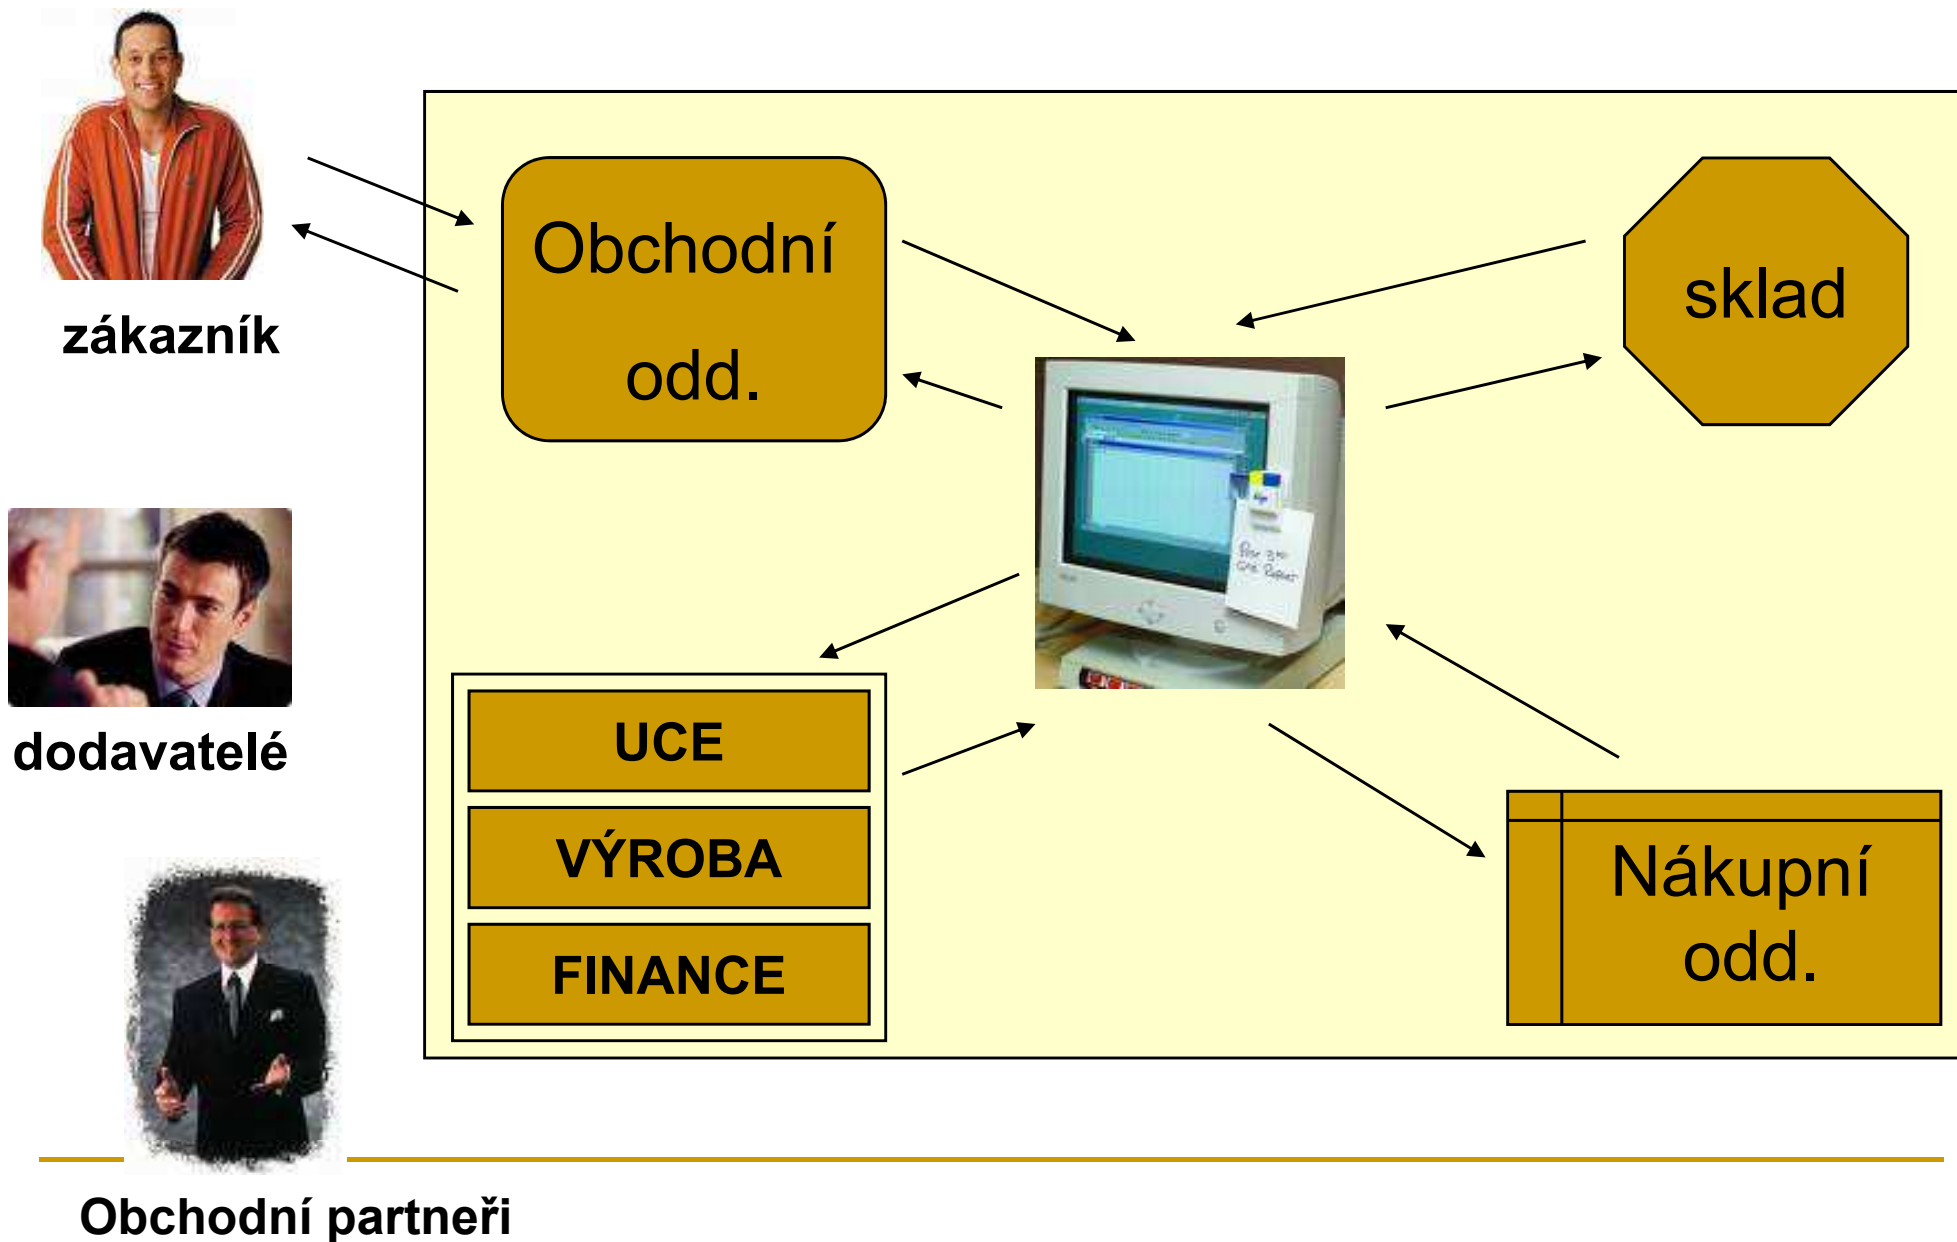 zákazník
Obchodní
odd.
sklad
dodavatelé
UCE
VÝROBA
FINANCE
Nákupní
odd.
Obchodní partneři